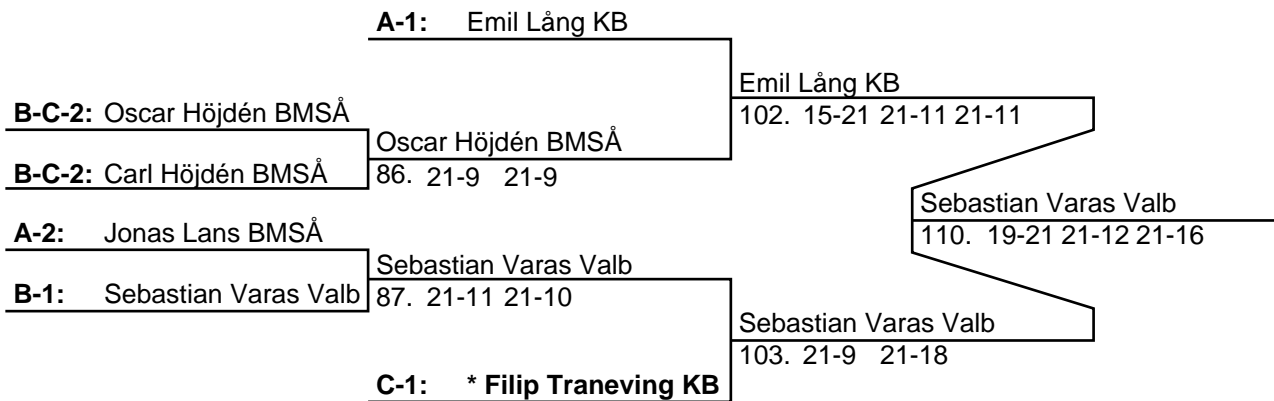 A-1: Emil Lång KB
Emil Lång KB
B-C-2: Oscar Höjdén BMSÅ
102. 15-21 21-11 21-11
Oscar Höjdén BMSÅ
B-C-2: Carl Höjdén BMSÅ
86. 21-9 21-9
Sebastian Varas Valb
A-2: Jonas Lans BMSÅ
110. 19-21 21-12 21-16
Sebastian Varas Valb
B-1: Sebastian Varas Valb
87. 21-11 21-10
Sebastian Varas Valb
103. 21-9 21-18
C-1: * Filip Traneving KB